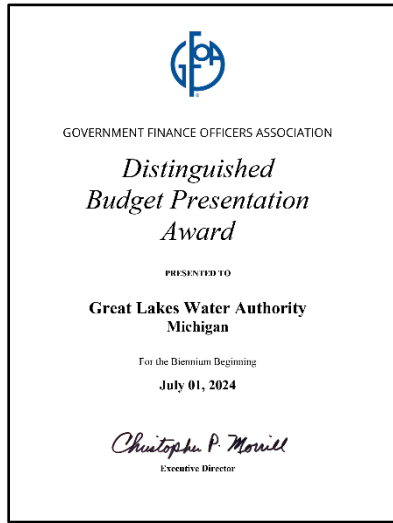 GFOA
GOVERNMENT FINANCE OFFICERS ASSOCIATION
Distinguished
Budget Presentation
Award
PRESENTED TO
Great Lakes Water Authority
Michigan
For the Biennium Beginning
July 01, 2024
Christopher P. Morrill
Executive Director